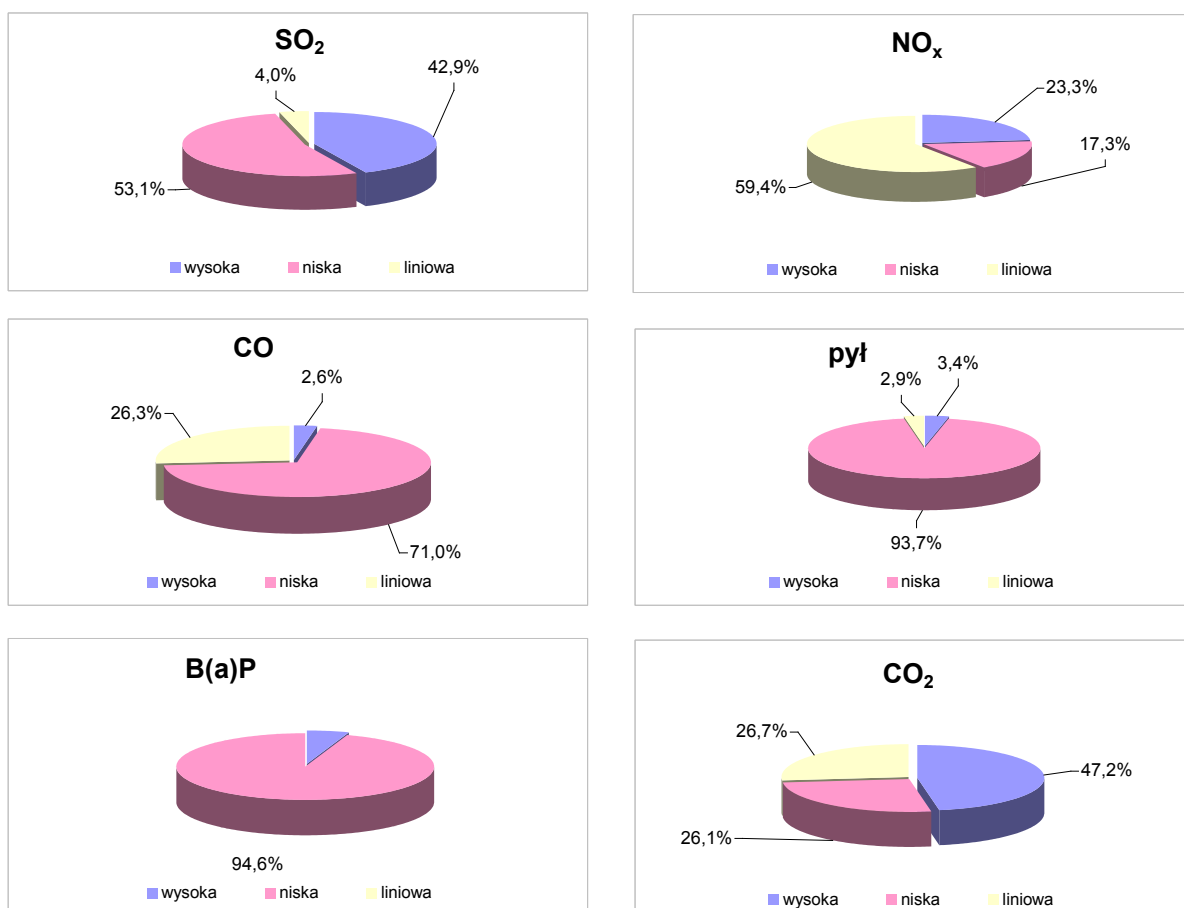 SO₂
4,0%
42,9%
53,1%
wysoka niska liniowa
NOₓ
23,3%
17,3%
59,4%
wysoka niska liniowa
CO
2,6%
26,3%
71,0%
wysoka niska liniowa
pył
3,4%
2,9%
93,7%
wysoka niska liniowa
B(a)P
94,6%
wysoka niska liniowa
CO₂
26,7%
47,2%
26,1%
wysoka niska liniowa